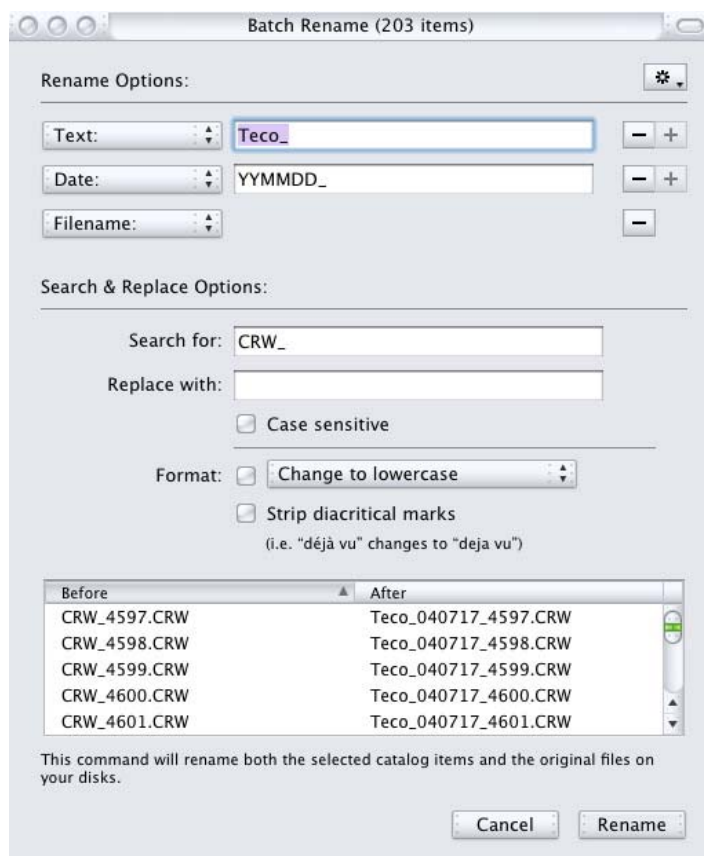 Batch Rename (203 items)
Rename Options:
Text: Teco_
Date: YYMMDD_
Filename:
Search & Replace Options:
Search for: CRW_
Replace with:
Case sensitive
Format: Change to lowercase
Strip diacritical marks
(i.e. “déjà vu” changes to “deja vu”)
Before After
CRW_4597.CRW Teco_040717_4597.CRW
CRW_4598.CRW Teco_040717_4598.CRW
CRW_4599.CRW Teco_040717_4599.CRW
CRW_4600.CRW Teco_040717_4600.CRW
CRW_4601.CRW Teco_040717_4601.CRW
This command will rename both the selected catalog items and the original files on
your disks.
Cancel Rename